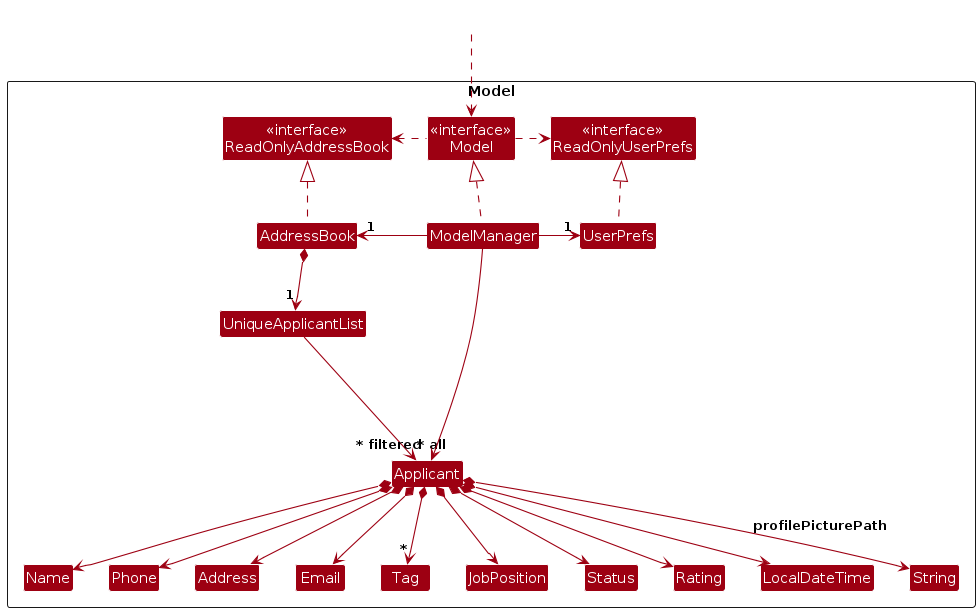 Model
«interface»
ReadOnlyAddressBook
«interface»
Model
«interface»
ReadOnlyUserPrefs
AddressBook
1
ModelManager
1
UserPrefs
1
UniqueApplicantList
* filtered
* all
Applicant
profilePicturePath
*
Name
Phone
Address
Email
Tag
JobPosition
Status
Rating
LocalDateTime
String